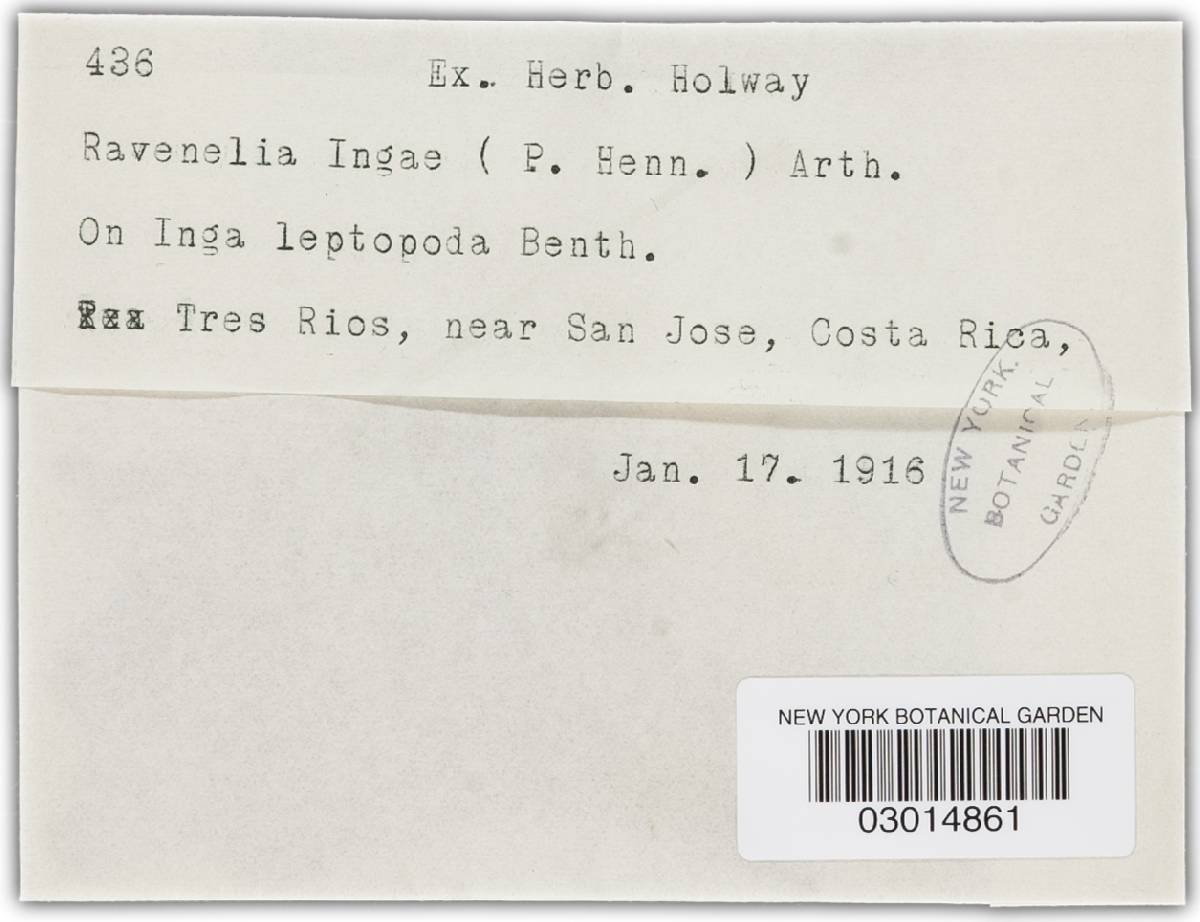 436
Ex. Herb. Holway
Ravenelia Ingae ( P. Henn. ) Arth.
On Inga leptopoda Benth.
Tres Rios, near San Jose, Costa Rica,
Jan. 17. 1916
NEW YORK
BOTANICAL
GARDEN
NEW YORK BOTANICAL GARDEN
03014861